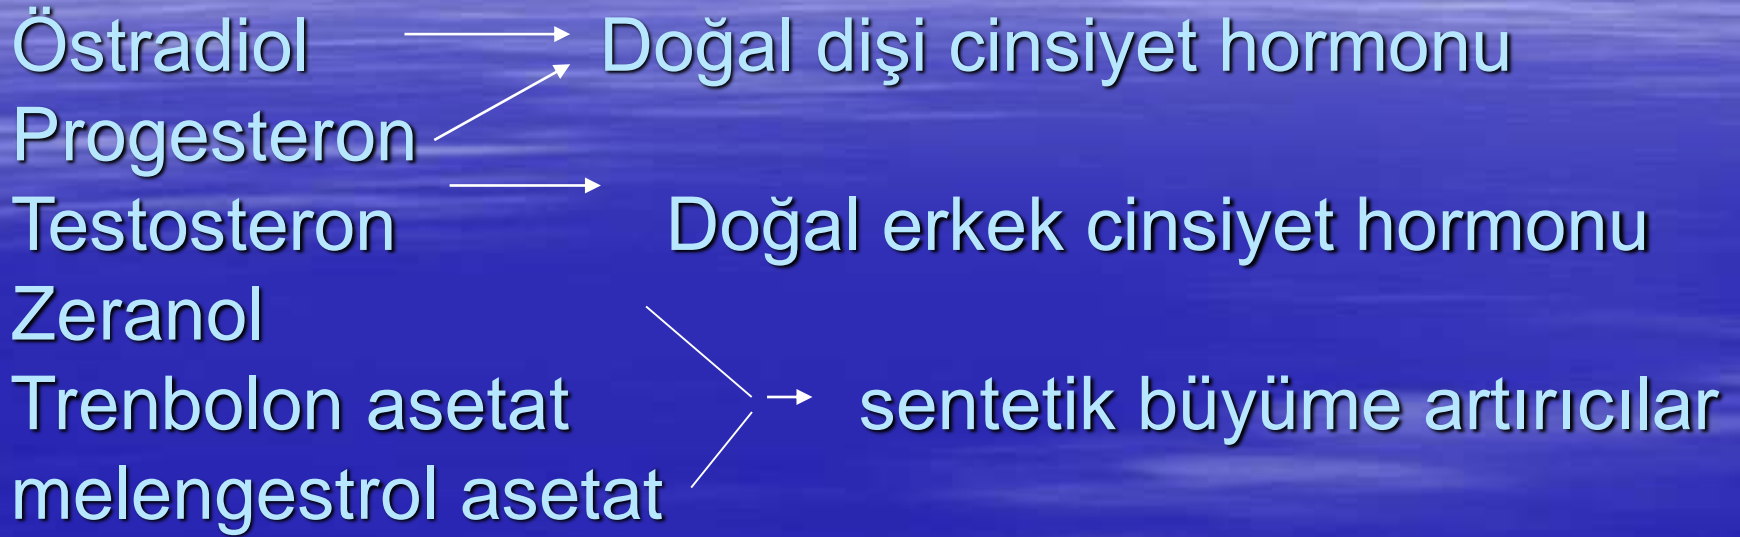 Östradiol Doğal dişi cinsiyet hormonu
Progesteron
Testosteron Doğal erkek cinsiyet hormonu
Zeranol
Trenbolon asetat sentetik büyüme artırıcılar
melengestrol asetat